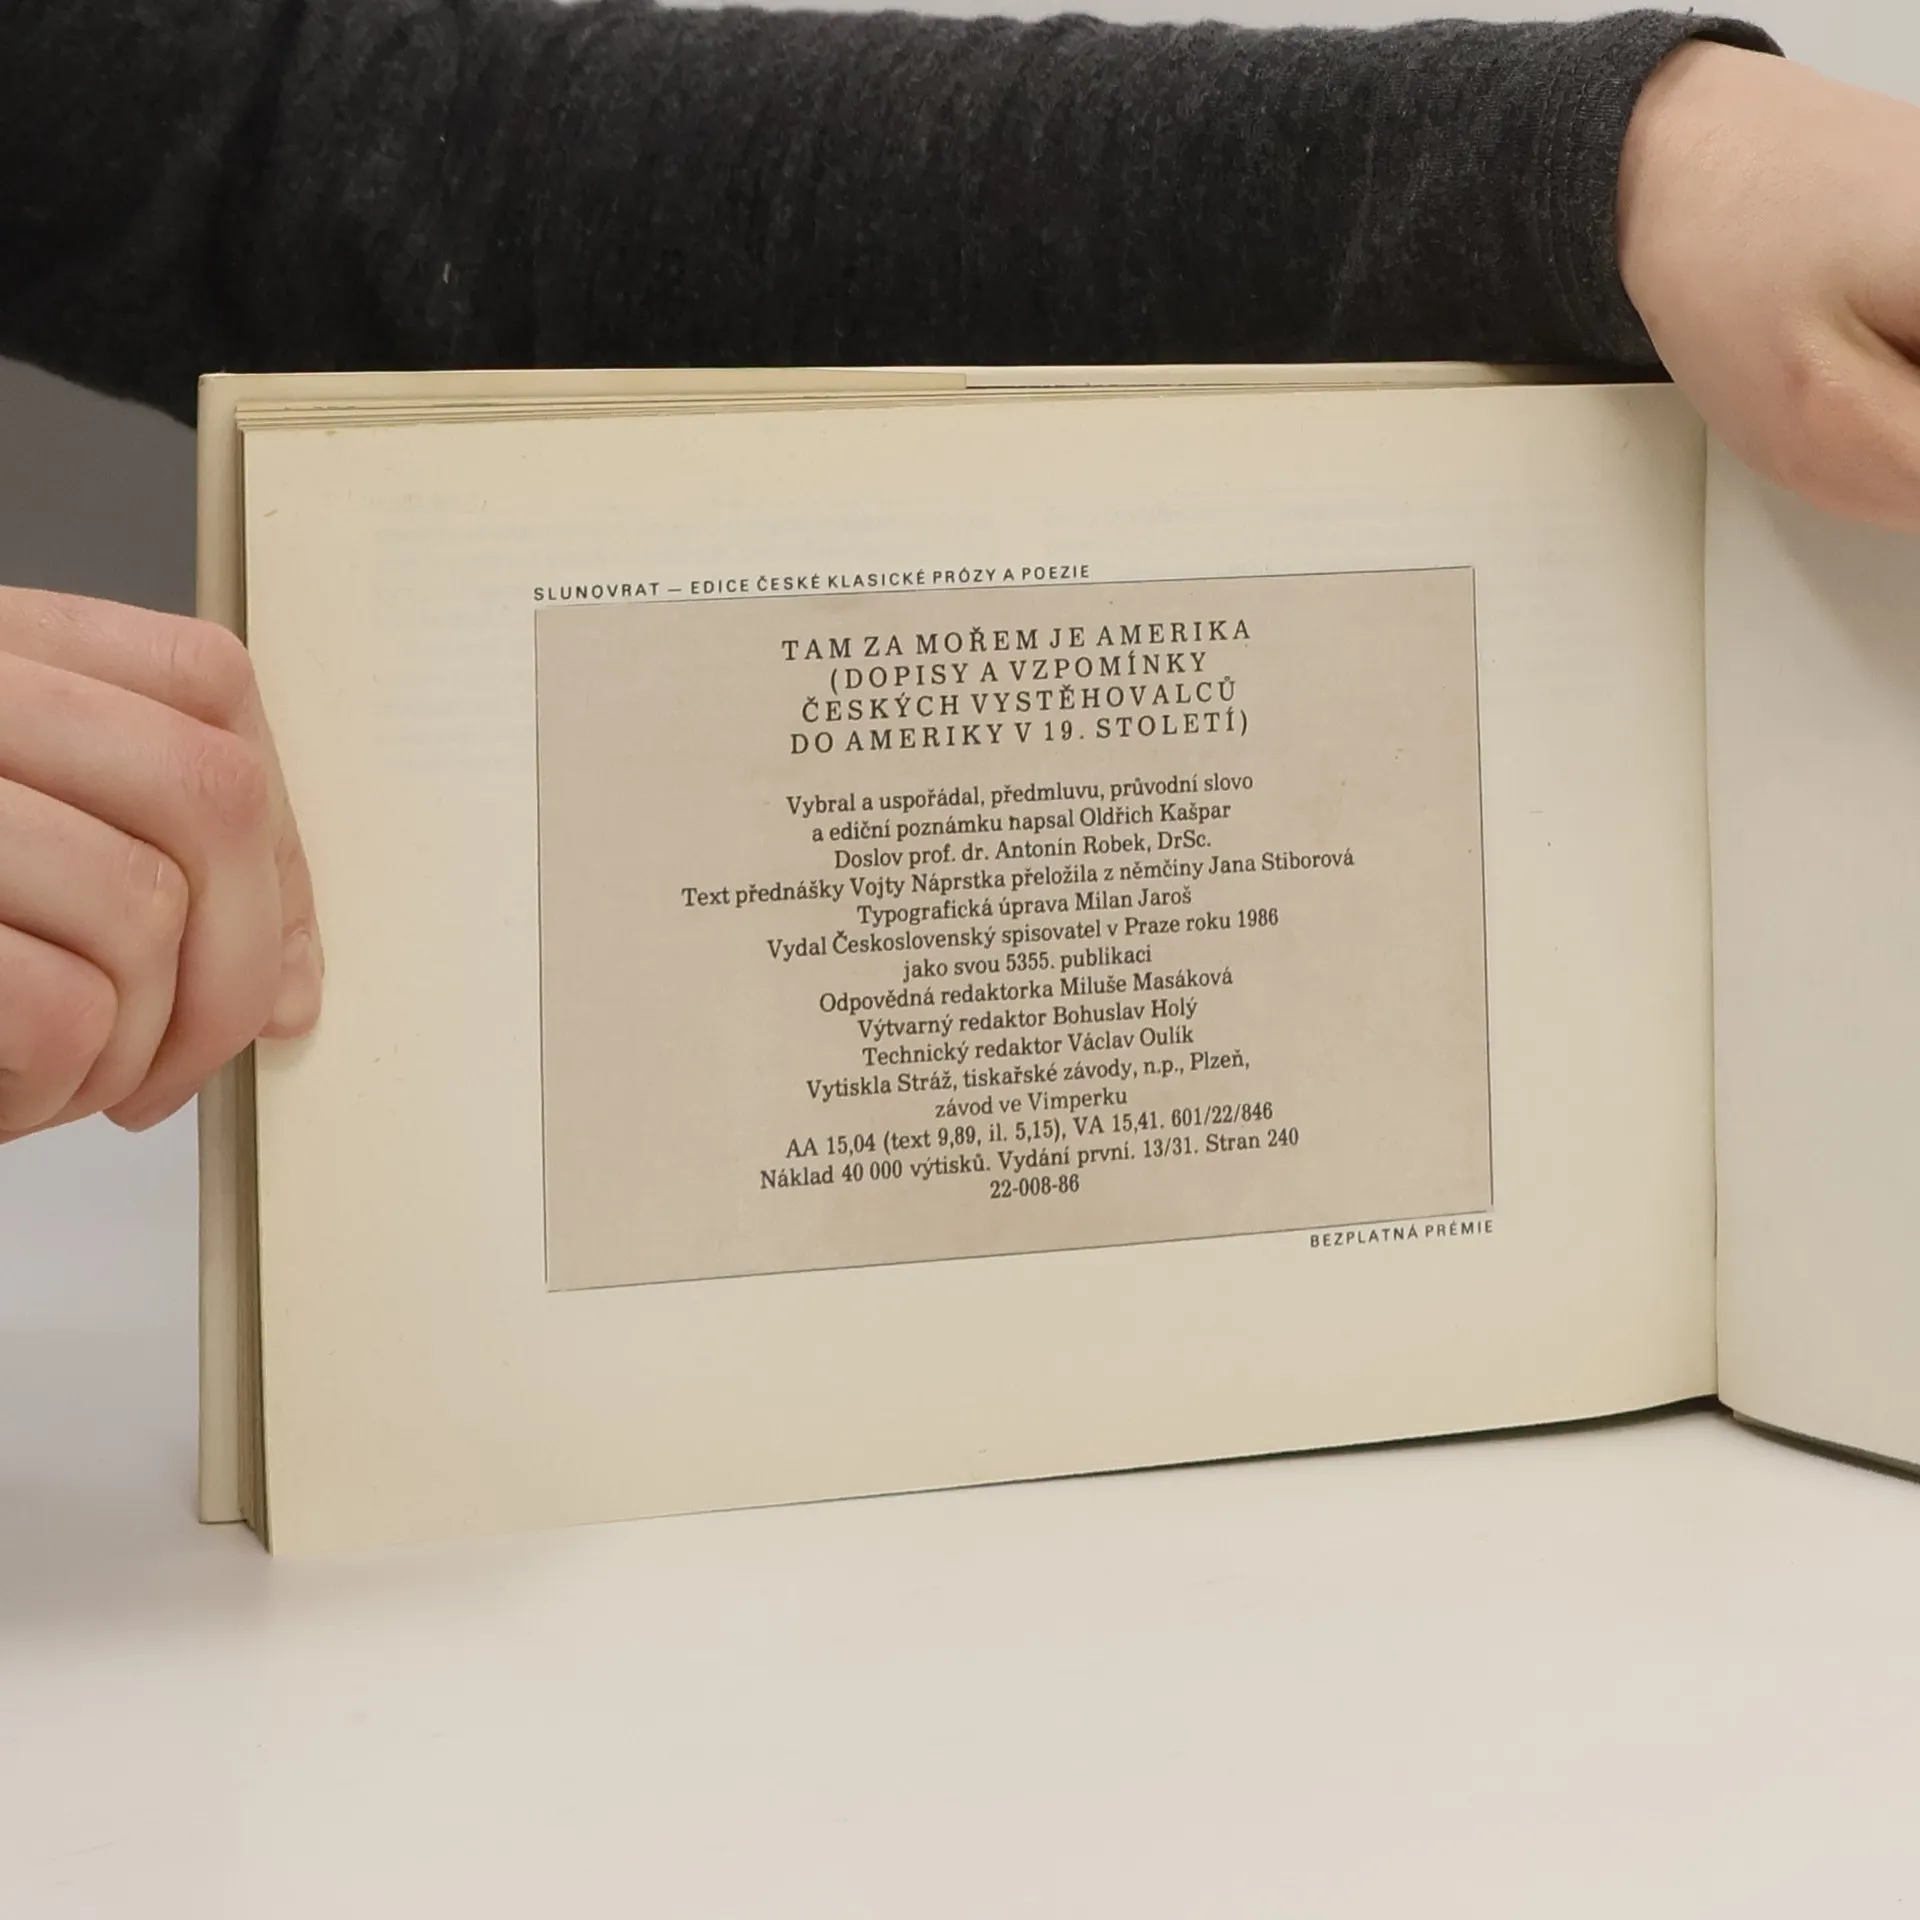 SLUNOVRAT — EDICE ČESKÉ KLASICKÉ PRÓZY A POEZIE
TAM ZA MOŘEM JE AMERIKA
(DOPISY A VZPOMÍNKY
ČESKÝCH VYSTĚHOVALCŮ
DO AMERIKY V 19. STOLETÍ)
Vybral a uspořádal, předmluvu, průvodní slovo
a ediční poznámku napsal Oldřich Kašpar
Doslov prof. dr. Antonín Robek, DrSc.
Text přednášky Vojty Náprstka přeložila z němčiny Jana Stiborová
Typografická úprava Milan Jaroš
Vydal Československý spisovatel v Praze roku 1986
jako svou 5355. publikaci
Odpovědná redaktorka Miluše Masáková
Výtvarný redaktor Bohuslav Holý
Technický redaktor Václav Oulík
Vytiskla Stráž, tiskařské závody, n.p., Plzeň,
závod ve Vimperku
AA 15,04 (text 9,89, il. 5,15), VA 15,41. 601/22/846
Náklad 40 000 výtisků. Vydání první. 13/31. Stran 240
22-008-86
BEZPLATNÁ PRÉMIE